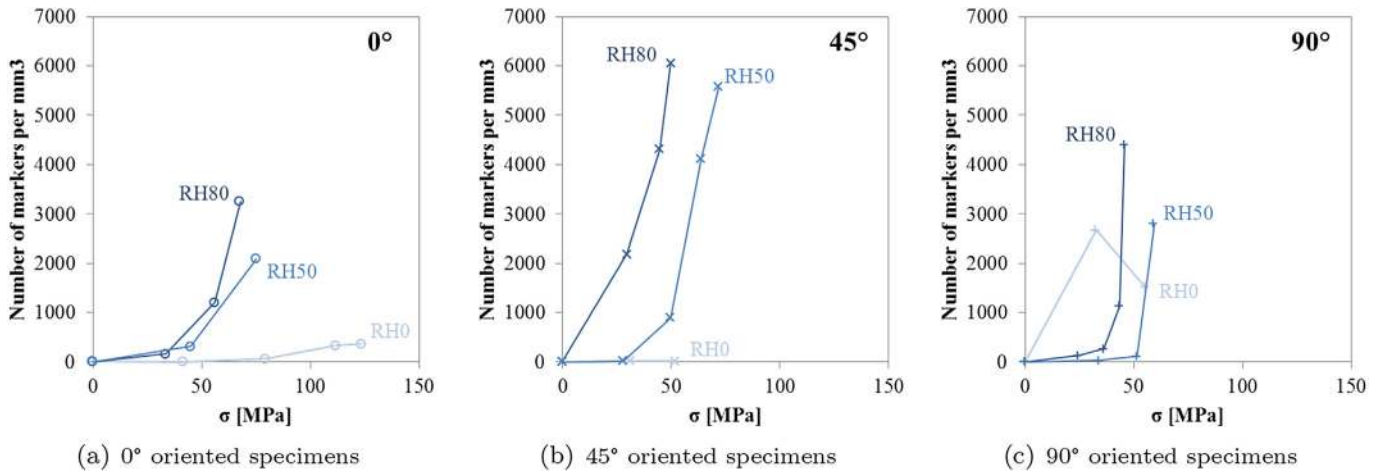 Number of markers per mm3
7000
6000
5000
4000
3000
2000
1000
0
0°
RH80
RH50
RH0
0 50 100 150
σ [MPa]
(a) 0° oriented specimens
Number of markers per mm3
7000
6000
5000
4000
3000
2000
1000
0
45°
RH80
RH50
RH0
0 50 100 150
σ [MPa]
(b) 45° oriented specimens
Number of markers per mm3
7000
6000
5000
4000
3000
2000
1000
0
90°
RH80
RH50
RH0
0 50 100 150
σ [MPa]
(c) 90° oriented specimens